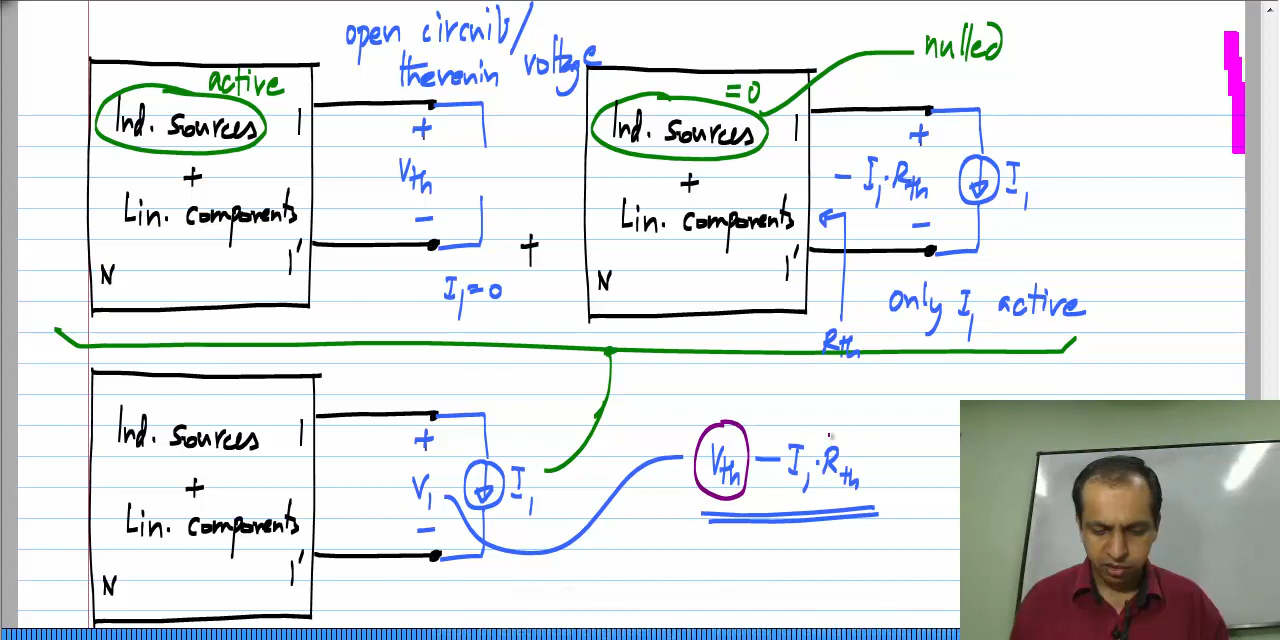 open circuit/
thevenin voltage
active
Ind. Sources
+
Lin. components
N
1
1'
+
Vth
-
I1 = 0
+
nulled
= 0
Ind. Sources
+
Lin. components
N
1
1'
+
- I1 · Rth
-
I1
Rth
only I1 active
Ind. Sources
+
Lin. components
N
1
1'
+
V1
-
I1
Vth - I1 · Rth